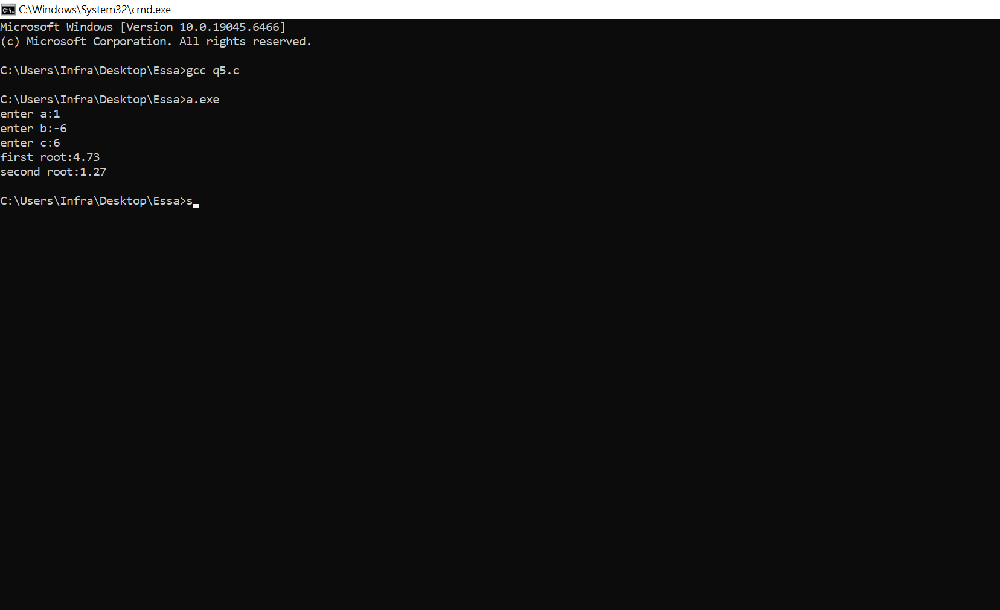 C:\Windows\System32\cmd.exe
Microsoft Windows [Version 10.0.19045.6466]
(c) Microsoft Corporation. All rights reserved.
C:\Users\Infra\Desktop\Essa>gcc q5.c
C:\Users\Infra\Desktop\Essa>a.exe
enter a:1
enter b:-6
enter c:6
first root:4.73
second root:1.27
C:\Users\Infra\Desktop\Essa>s